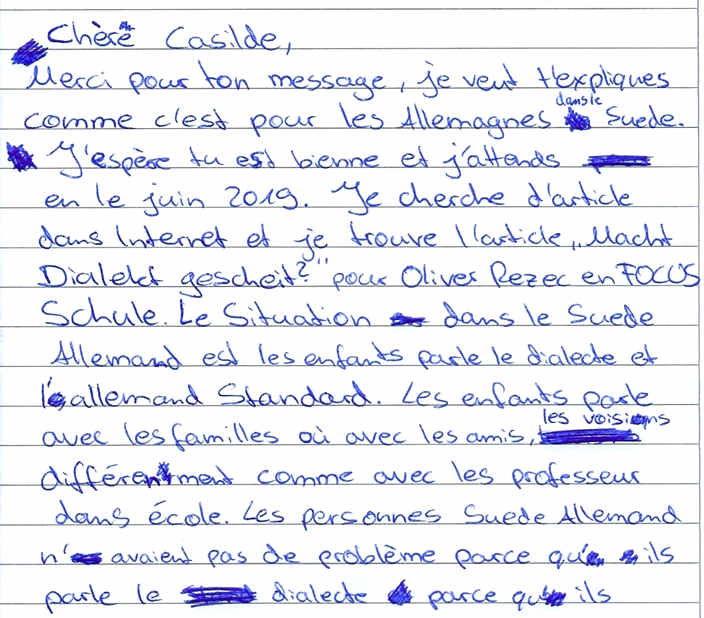 Chère Casilde,
Merci pour ton message, je veut t'expliques
comme c'est pour les Allemagnes dans le Suede.
J'espère tu est bienne et j'attends
en le juin 2019. Je cherche d'article
dans Internet et je trouve l'article „Macht
Dialekt gescheit?" pour Oliver Rezec en FOCUS
Schule. Le Situation dans le Suede
Allemand est les enfants parle le dialecte et
l'allemand Standard. Les enfants parle
avec les familles où avec les amis, les voisions
différentment comme avec les professeur
dans école. Les personnes Suede Allemand
n'avaient pas de problème parce qu'ils
parle le dialecte parce qu'ils